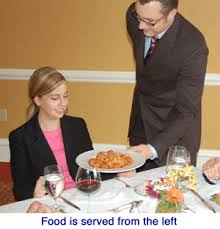 Food is served from the left